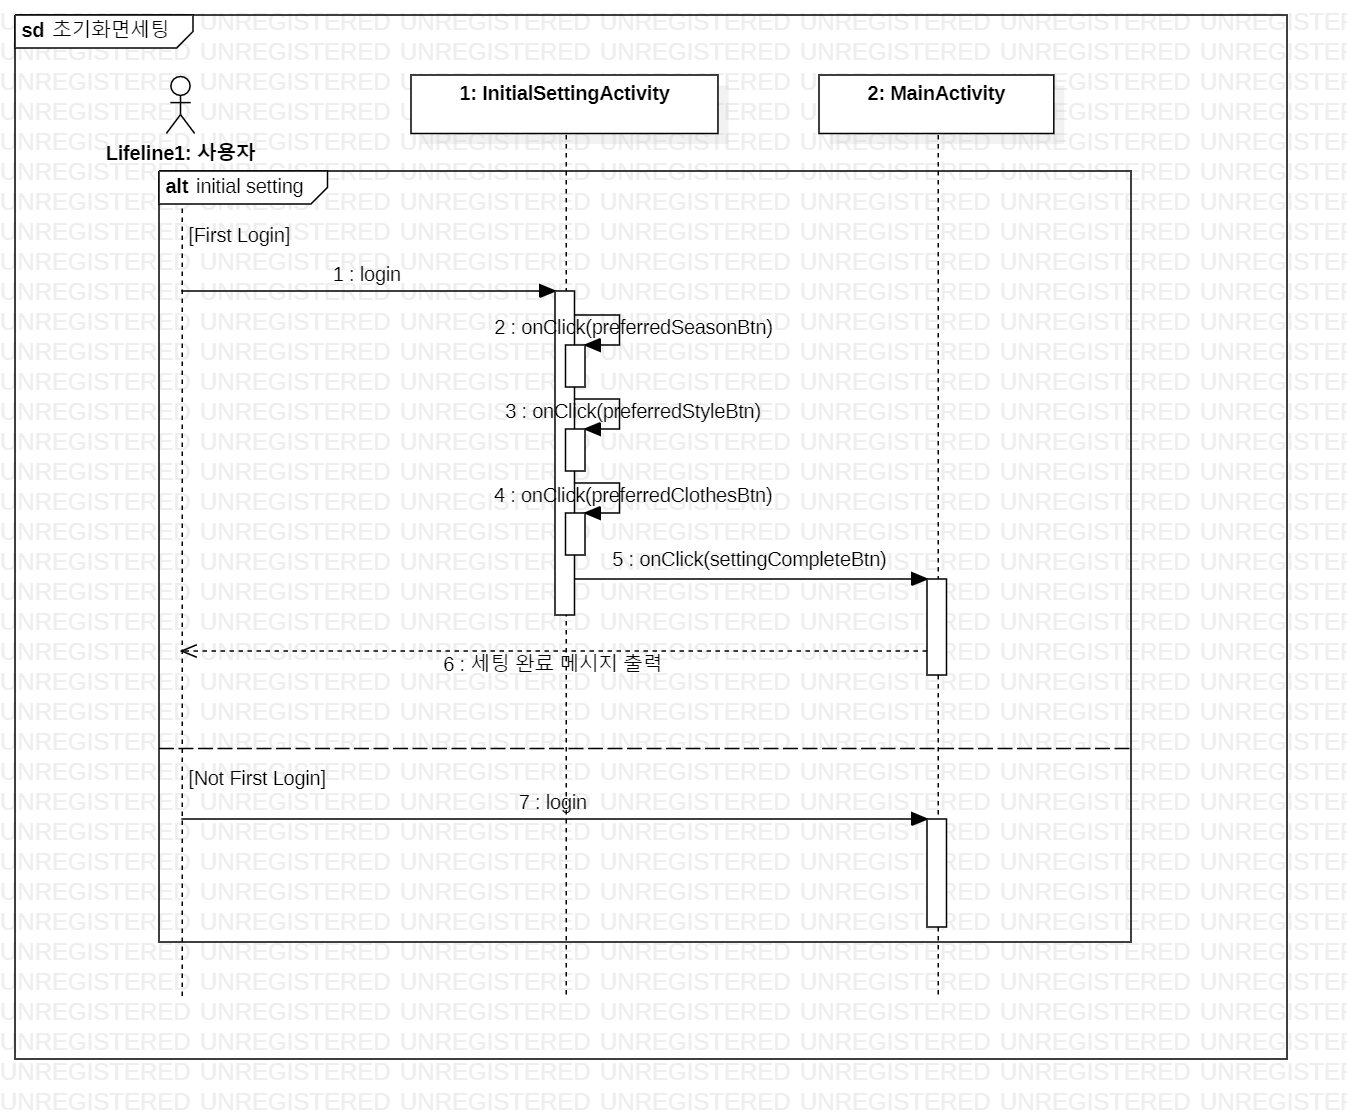 sd 초기화면세팅
1: InitialSettingActivity
2: MainActivity
Lifeline1: 사용자
alt initial setting
[First Login]
1 : login
2 : onClick(preferredSeasonBtn)
3 : onClick(preferredStyleBtn)
4 : onClick(preferredClothesBtn)
5 : onClick(settingCompleteBtn)
6 : 세팅 완료 메시지 출력
[Not First Login]
7 : login
UNREGISTERED